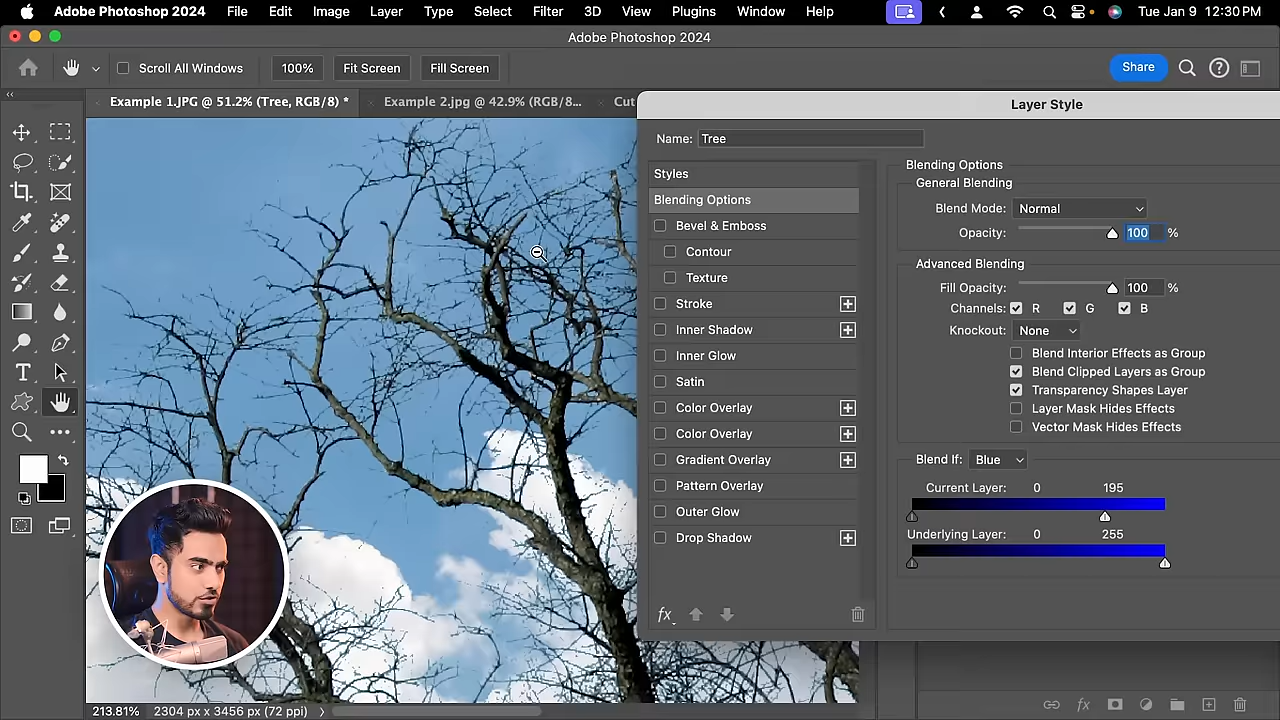 Adobe Photoshop 2024 File Edit Image Layer Type Select Filter 3D View Plugins Window Help Tue Jan 9 12:30 PM
Adobe Photoshop 2024
Scroll All Windows 100% Fit Screen Fill Screen Share
Example 1.JPG @ 51.2% (Tree, RGB/8) * Example 2.jpg @ 42.9% (RGB/8... Cut
Layer Style
Name: Tree
Styles
Blending Options
Bevel & Emboss
Contour
Texture
Stroke
Inner Shadow
Inner Glow
Satin
Color Overlay
Color Overlay
Gradient Overlay
Pattern Overlay
Outer Glow
Drop Shadow
fx
Blending Options
General Blending
Blend Mode: Normal
Opacity: 100 %
Advanced Blending
Fill Opacity: 100 %
Channels: R G B
Knockout: None
Blend Interior Effects as Group
Blend Clipped Layers as Group
Transparency Shapes Layer
Layer Mask Hides Effects
Vector Mask Hides Effects
Blend If: Blue
Current Layer: 0 195
Underlying Layer: 0 255
fx
213.81% 2304 px x 3456 px (72 ppi)